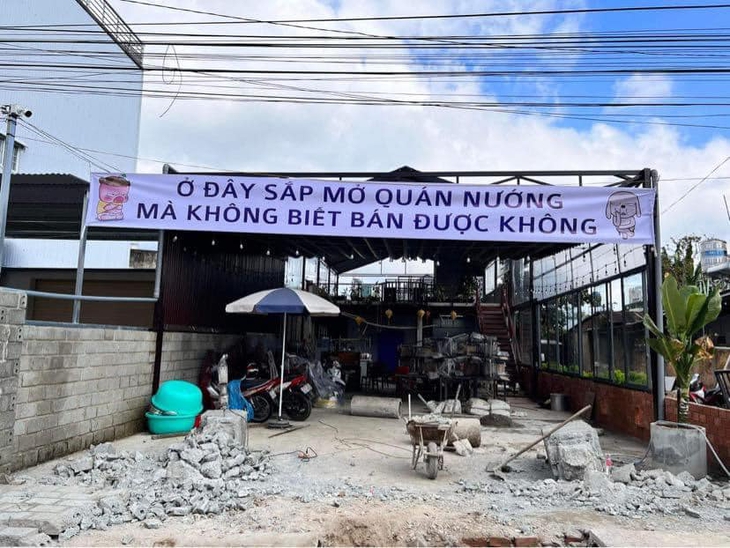 Ở ĐÂY SẮP MỞ QUÁN NƯỚNG
MÀ KHÔNG BIẾT BÁN ĐƯỢC KHÔNG